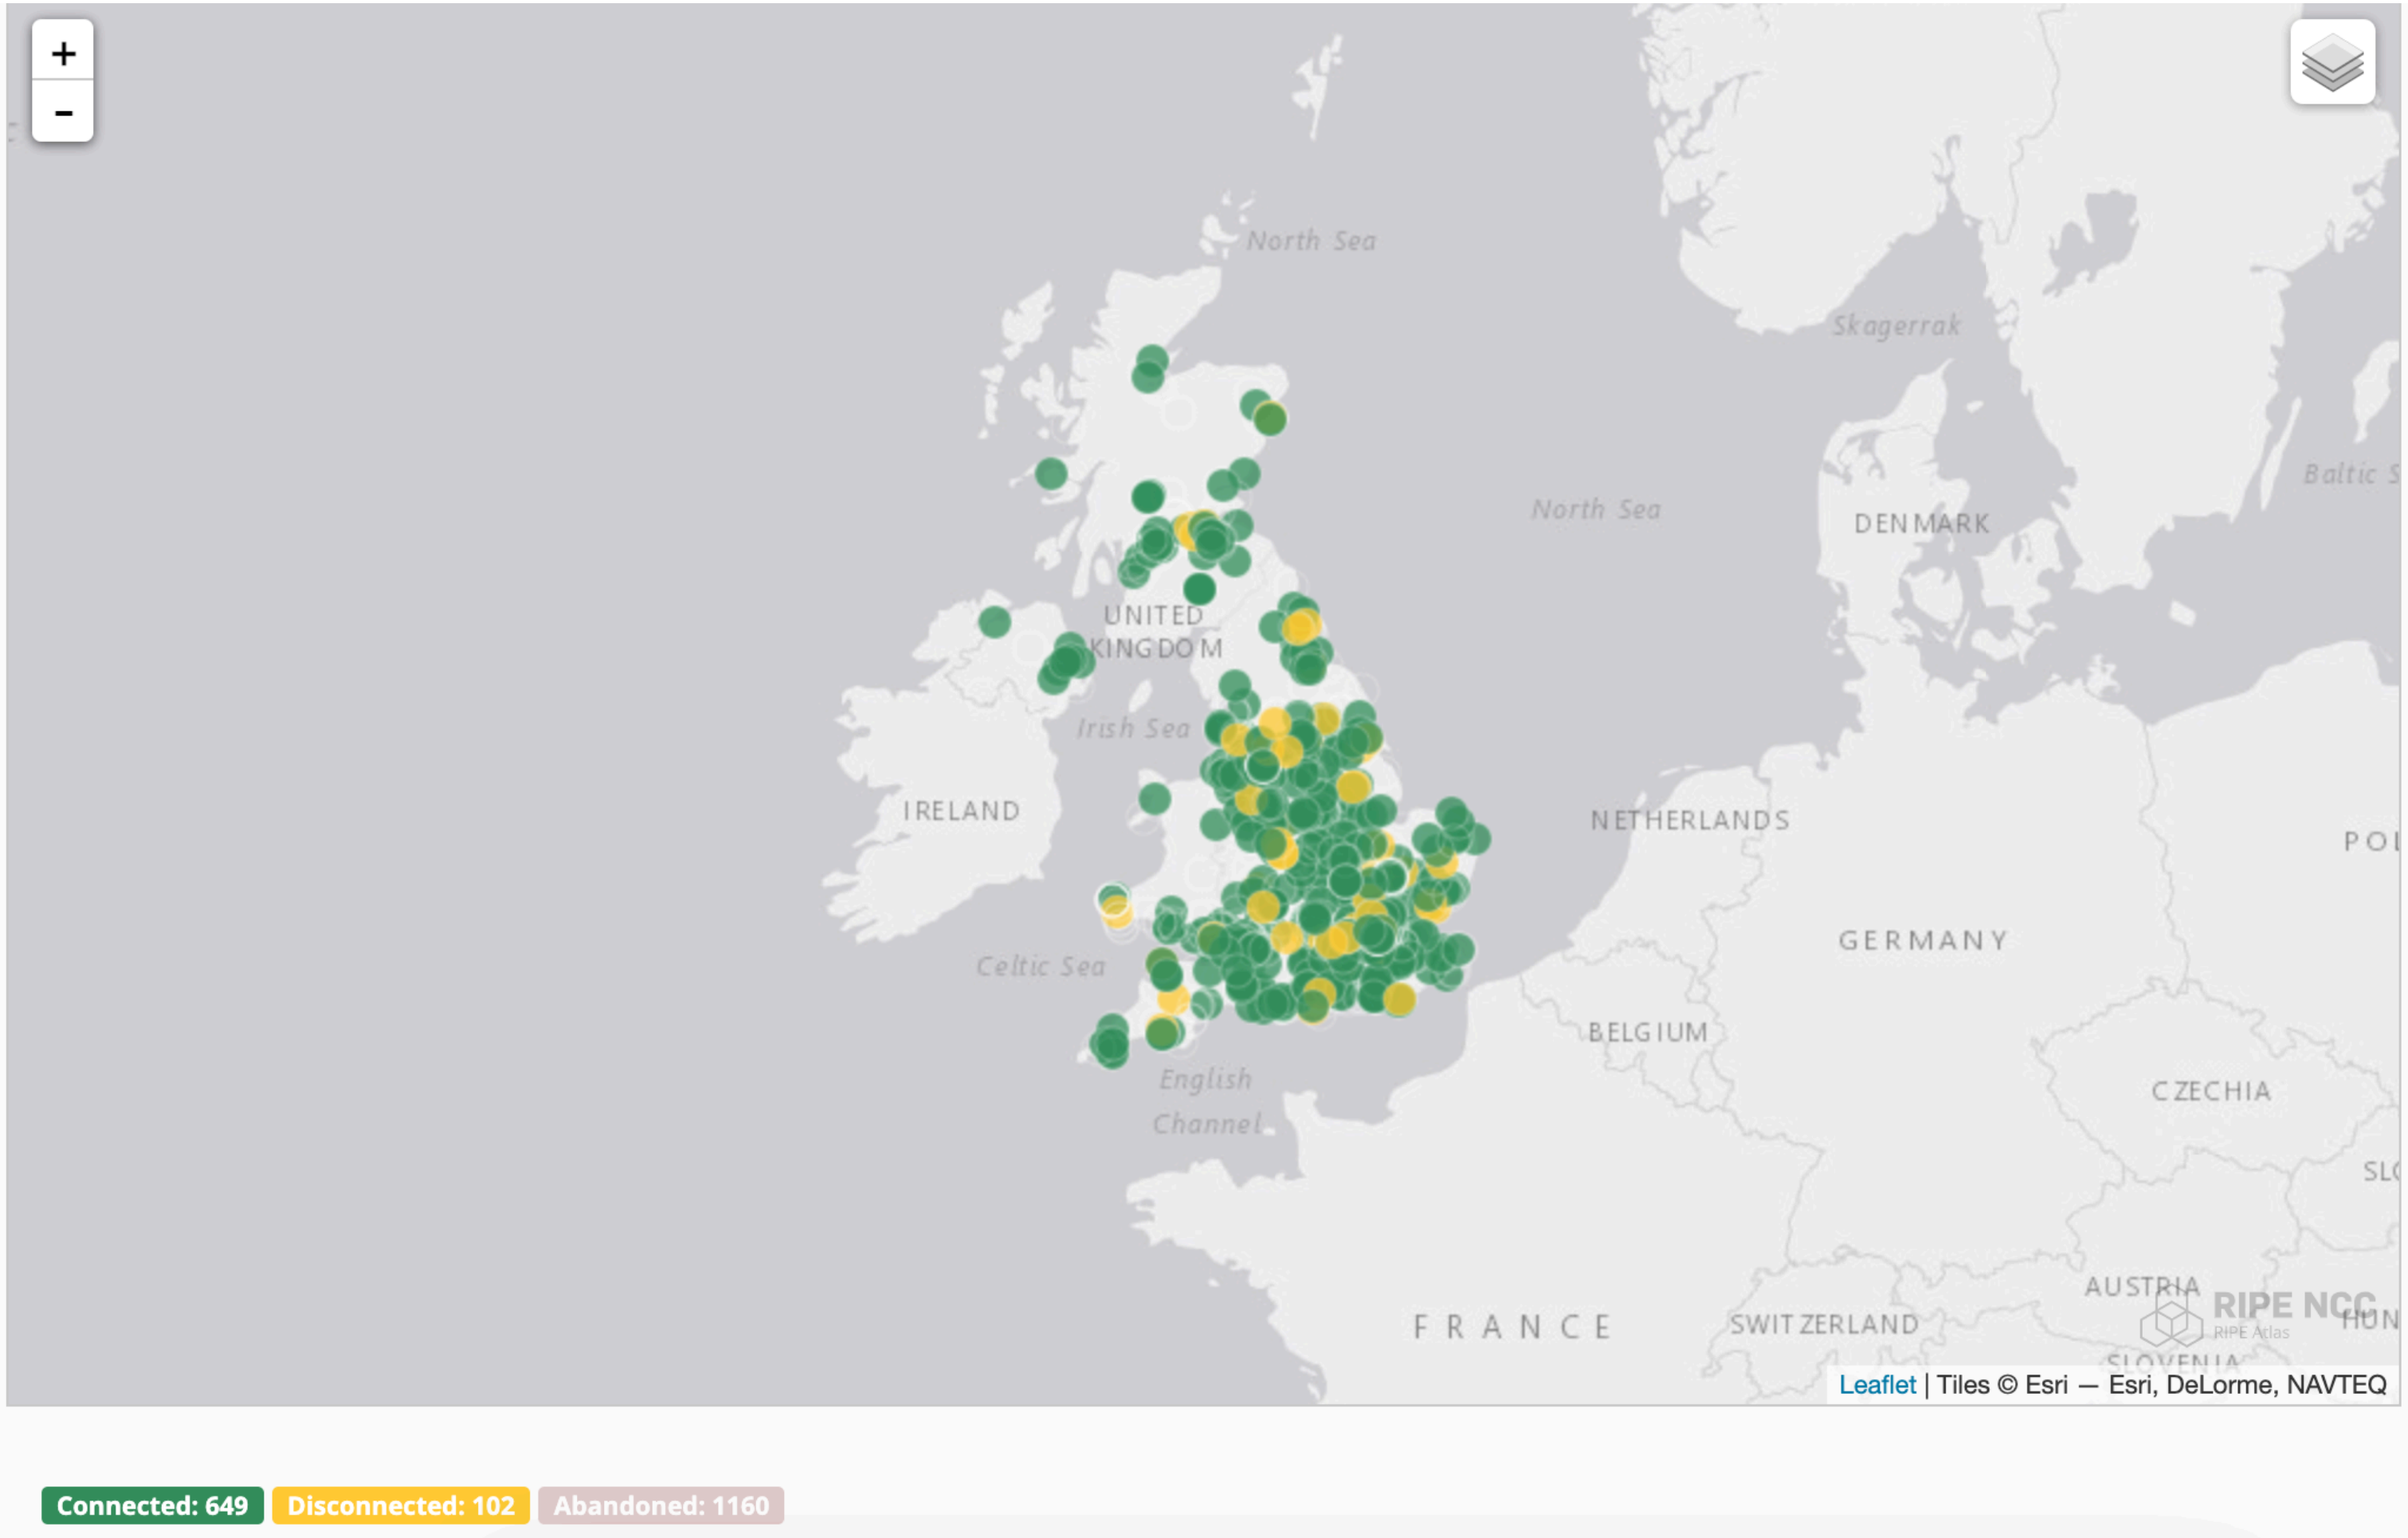 +
-
North Sea
Skagerrak
Baltic S
North Sea
DENMARK
UNITED
KINGDOM
Irish Sea
IRELAND
NETHERLANDS
POL
Celtic Sea
GERMANY
BELGIUM
English
Channel
CZECHIA
SLO
AUSTRIA
RIPE NCC
RIPE Atlas
HUN
FRANCE
SWITZERLAND
SLOVENIA
Leaflet | Tiles © Esri — Esri, DeLorme, NAVTEQ
Connected: 649
Disconnected: 102
Abandoned: 1160